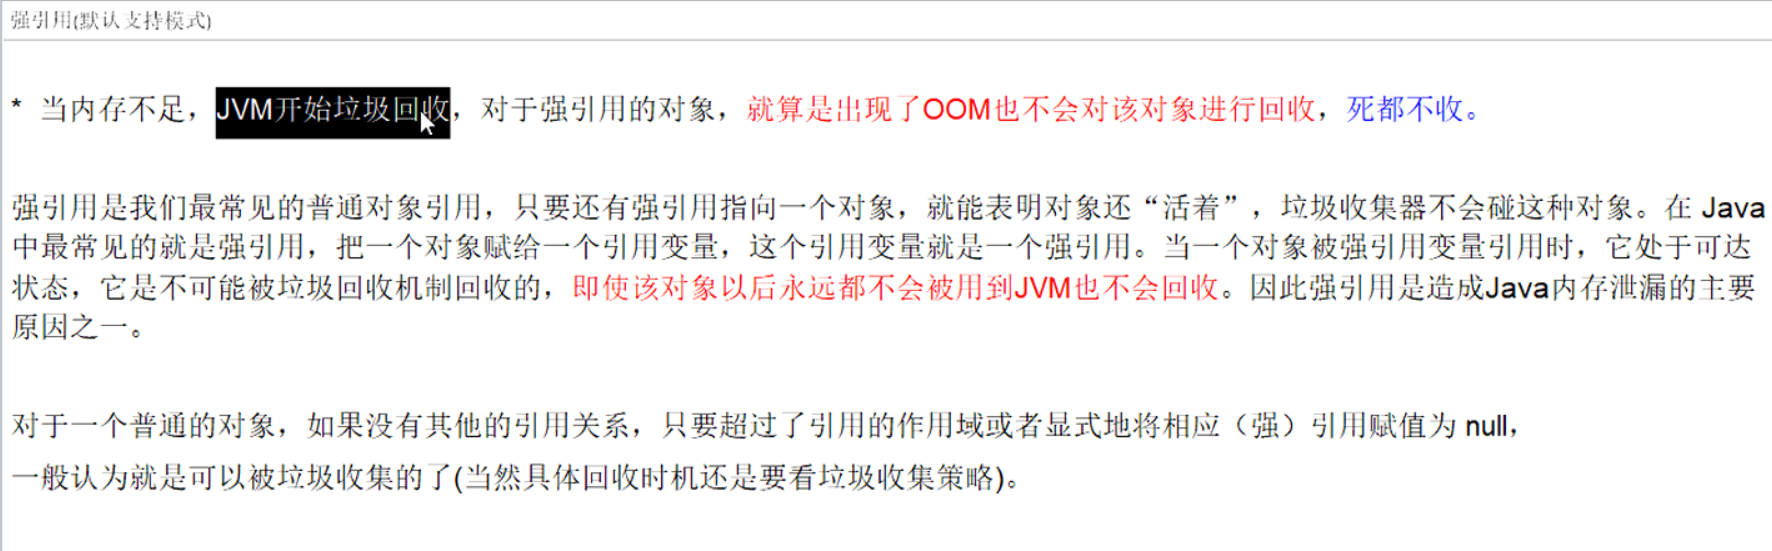 强引用(默认支持模式)
* 当内存不足，JVM开始垃圾回收，对于强引用的对象，就算是出现了OOM也不会对该对象进行回收，死都不收。
强引用是我们最常见的普通对象引用，只要还有强引用指向一个对象，就能表明对象还“活着”，垃圾收集器不会碰这种对象。在 Java
中最常见的就是强引用，把一个对象赋给一个引用变量，这个引用变量就是一个强引用。当一个对象被强引用变量引用时，它处于可达
状态，它是不可能被垃圾回收机制回收的，即使该对象以后永远都不会被用到JVM也不会回收。因此强引用是造成Java内存泄漏的主要
原因之一。
对于一个普通的对象，如果没有其他的引用关系，只要超过了引用的作用域或者显式地将相应（强）引用赋值为 null，
一般认为就是可以被垃圾收集的了(当然具体回收时机还是要看垃圾收集策略)。